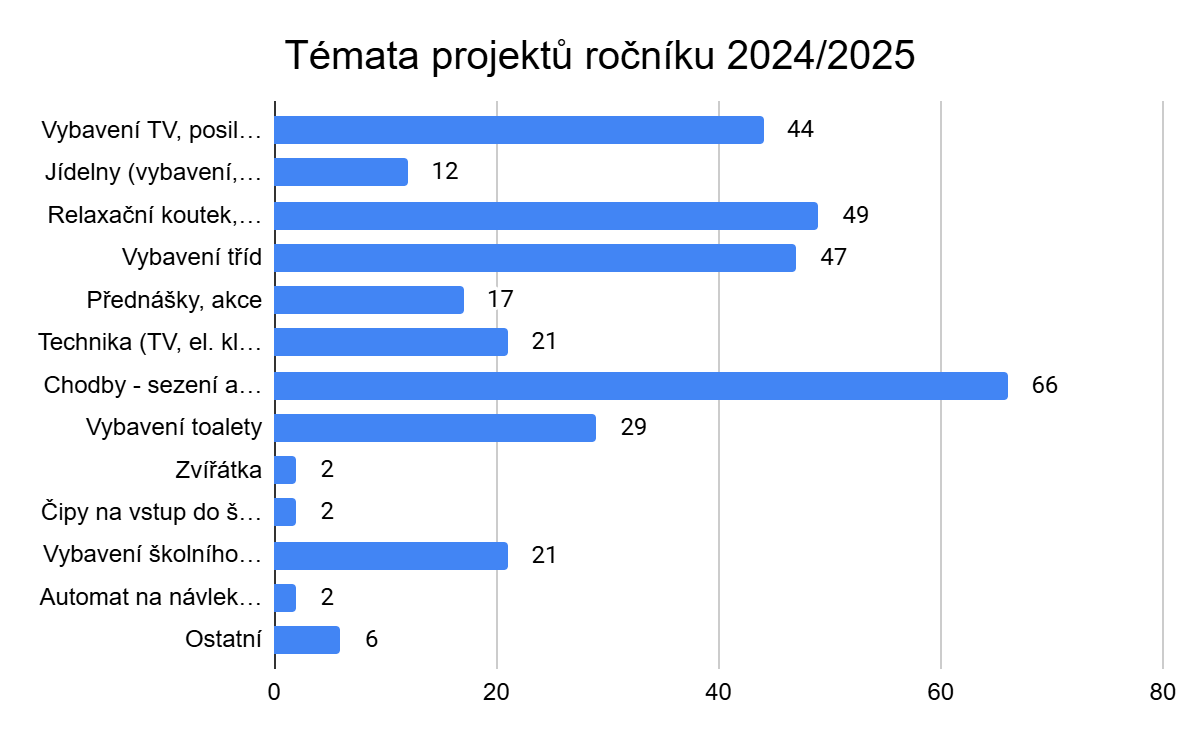 Témata projektů ročníku 2024/2025
Vybavení TV, posil… 44
Jídelny (vybavení,… 12
Relaxační koutek,… 49
Vybavení tříd 47
Přednášky, akce 17
Technika (TV, el. kl… 21
Chodby - sezení a… 66
Vybavení toalety 29
Zvířátka 2
Čipy na vstup do š… 2
Vybavení školního… 21
Automat na návlek… 2
Ostatní 6
0 20 40 60 80